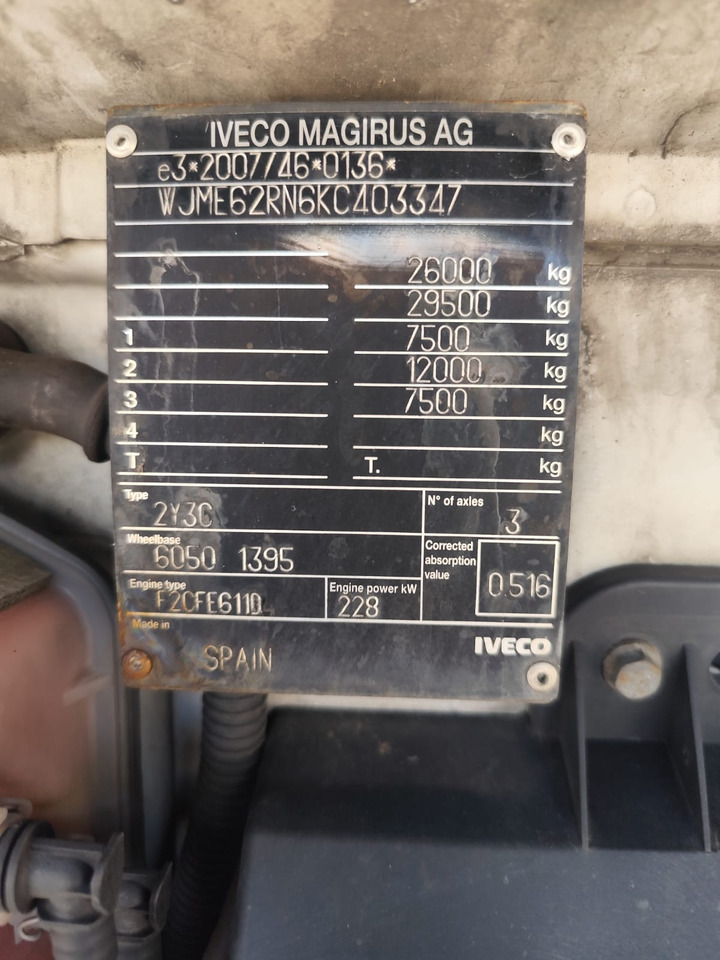 IVECO MAGIRUS AG
e3*2007/46*0136*
WJME62RN6KC403347
26000 kg
29500 kg
1 7500 kg
2 12000 kg
3 7500 kg
4 kg
T. T. kg
Type
2Y3C
N° of axles
3
Wheelbase
6050 1395
Corrected
absorption
value
0.516
Engine type
F2CFE611D
Engine power kW
228
Made in
SPAIN
IVECO